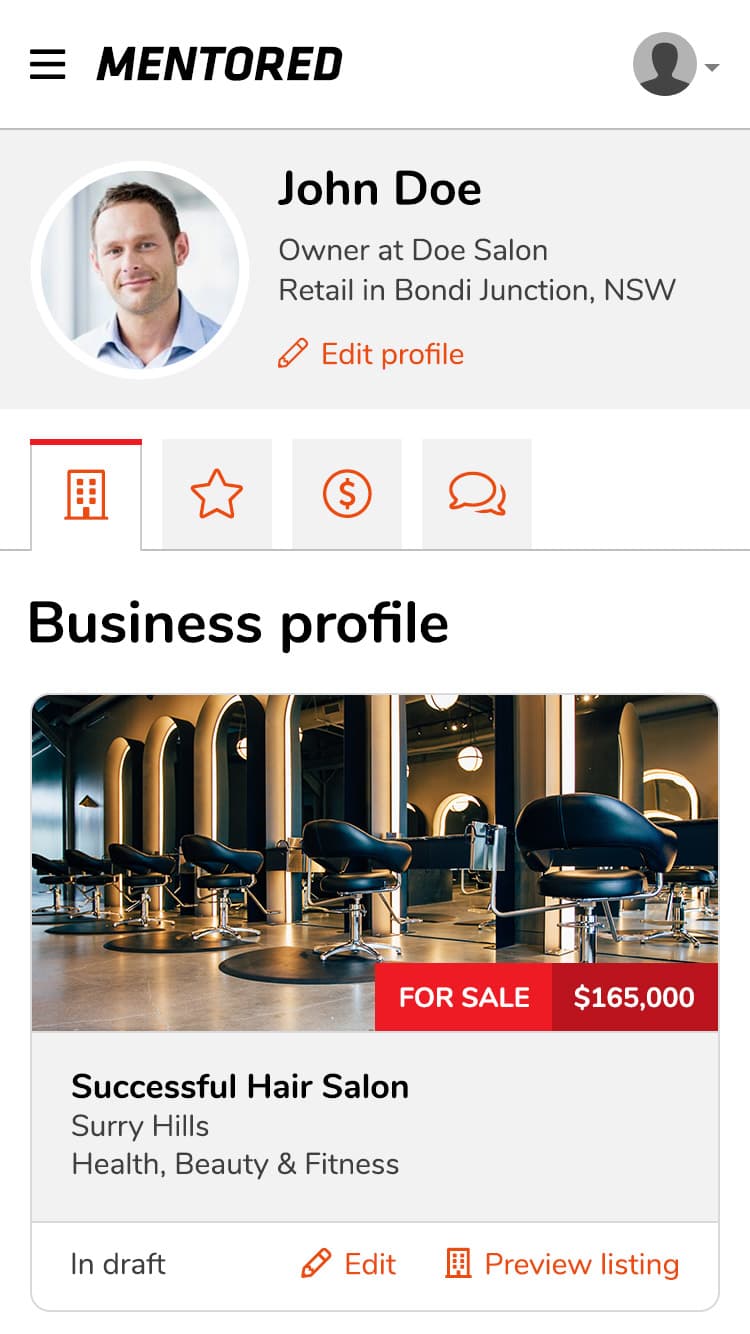 MENTORED
John Doe
Owner at Doe Salon
Retail in Bondi Junction, NSW
Edit profile
Business profile
FOR SALE $165,000
Successful Hair Salon
Surry Hills
Health, Beauty & Fitness
In draft Edit Preview listing